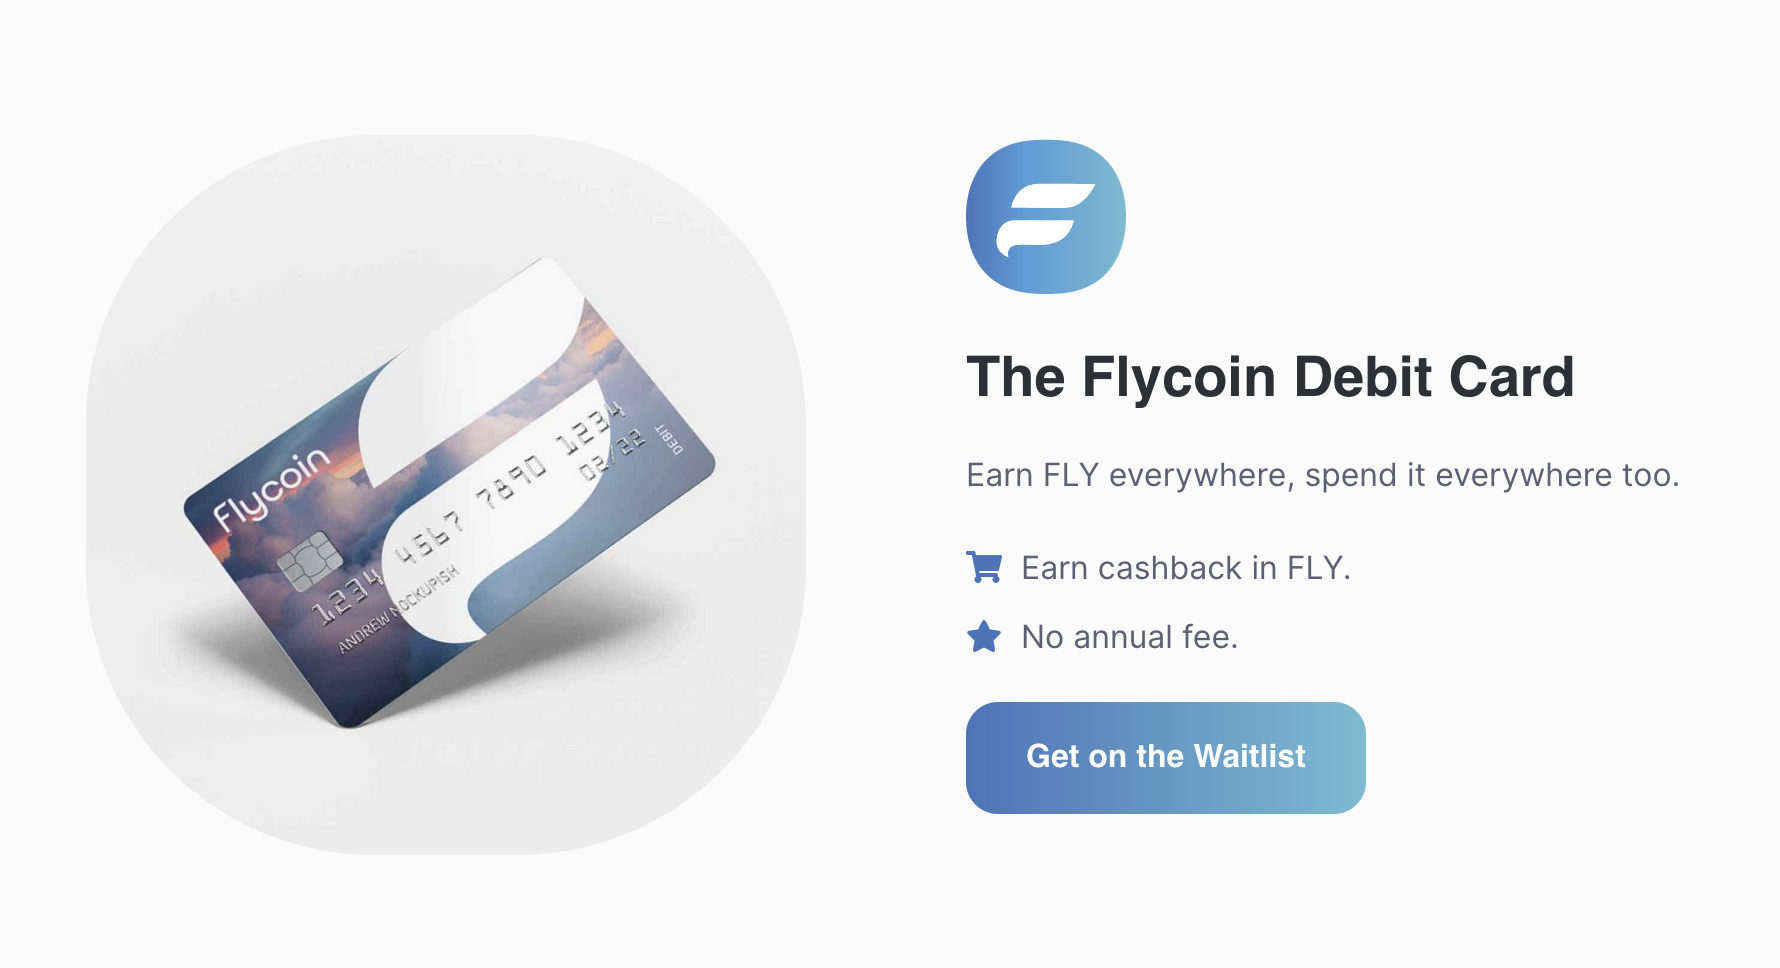 Flycoin
1234 4567 7890 1234
02/22
DEBIT
ANDREW MOCKUPISH
The Flycoin Debit Card
Earn FLY everywhere, spend it everywhere too.
Earn cashback in FLY.
No annual fee.
Get on the Waitlist